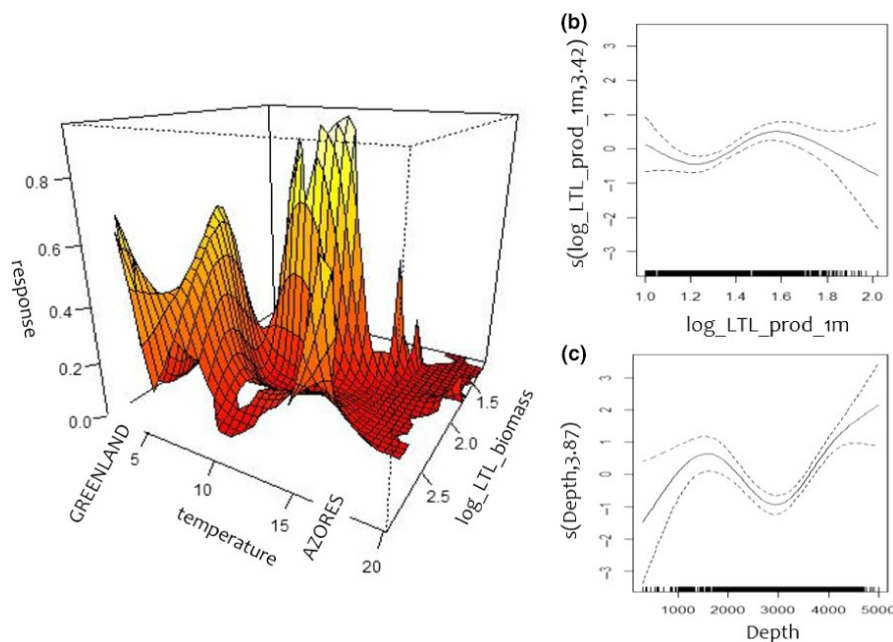 0.8
0.6
0.4
0.2
0.0
response
GREENLAND
5
10
15
20
temperature
AZORES
1.5
2.0
2.5
log_LTL_biomass
(b)
3
2
1
0
-1
-2
-3
s(log_LTL_prod_1m,3.42)
1.0 1.2 1.4 1.6 1.8 2.0
log_LTL_prod_1m
(c)
3
2
1
0
-1
-2
-3
s(Depth,3.87)
1000 2000 3000 4000 5000
Depth